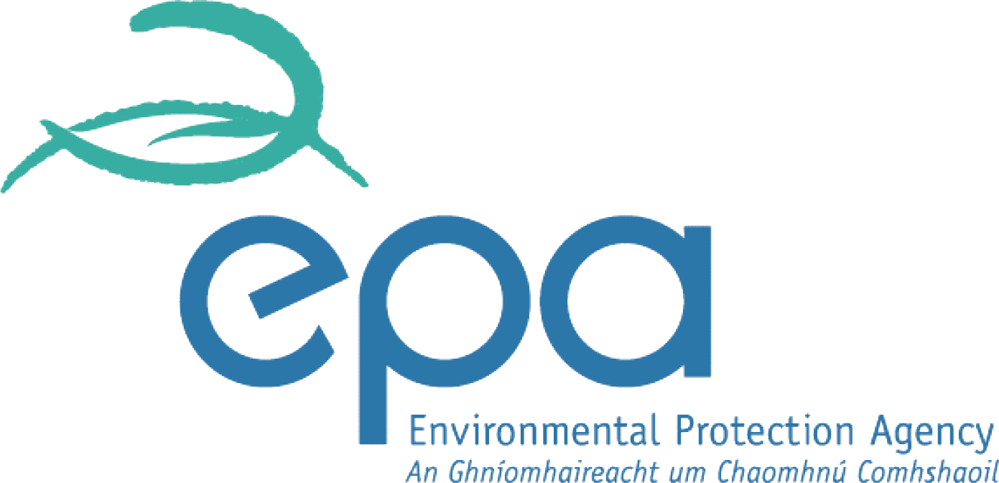 epa
Environmental Protection Agency
An Ghníomhaireacht um Chaomhnú Comhshaoil